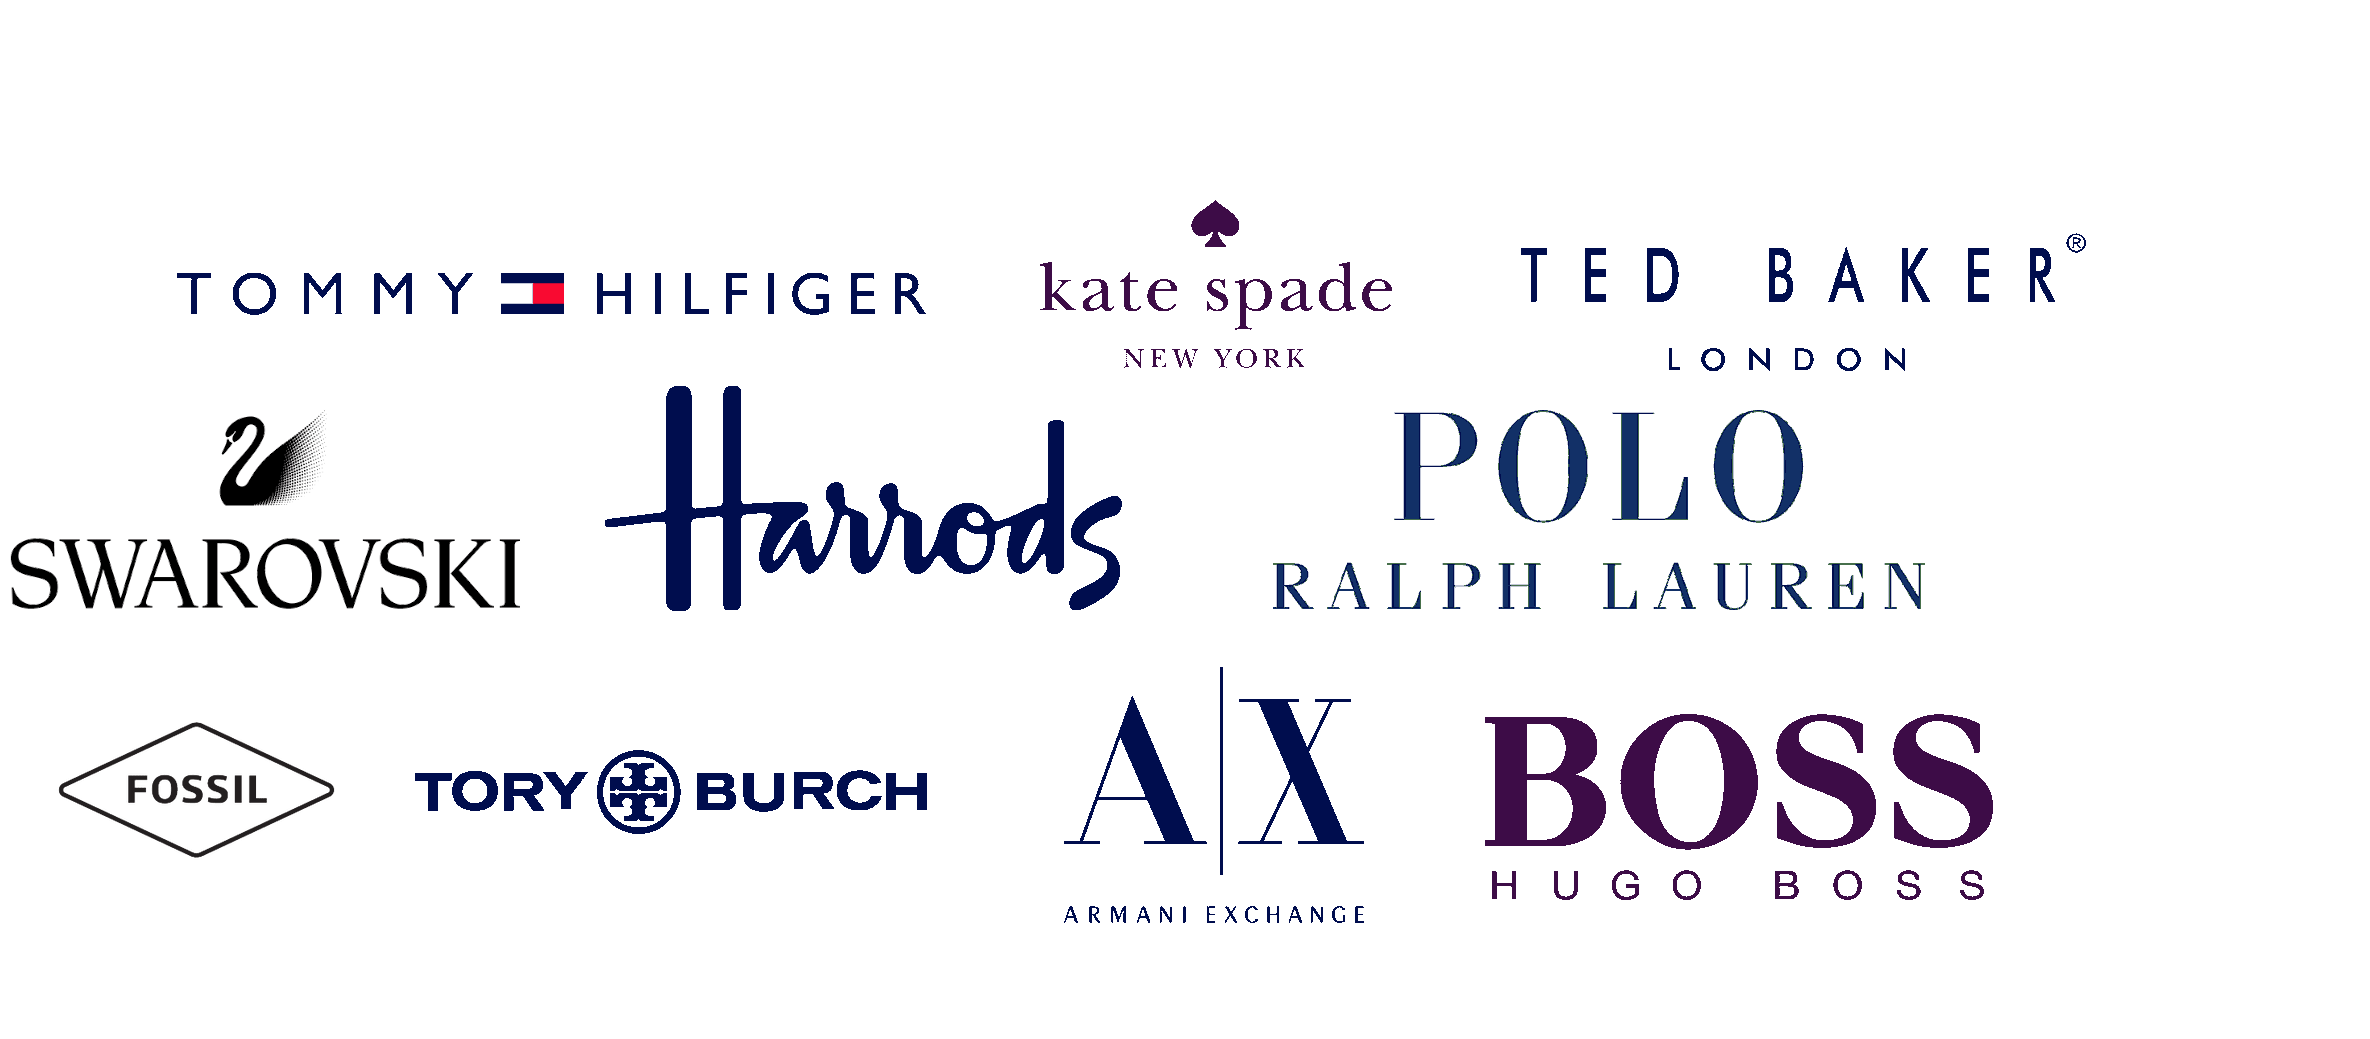 TOMMY HILFIGER
kate spade
NEW YORK
TED BAKER®
LONDON
SWAROVSKI
Harrods
POLO
RALPH LAUREN
FOSSIL
TORY BURCH
A|X
ARMANI EXCHANGE
BOSS
HUGO BOSS